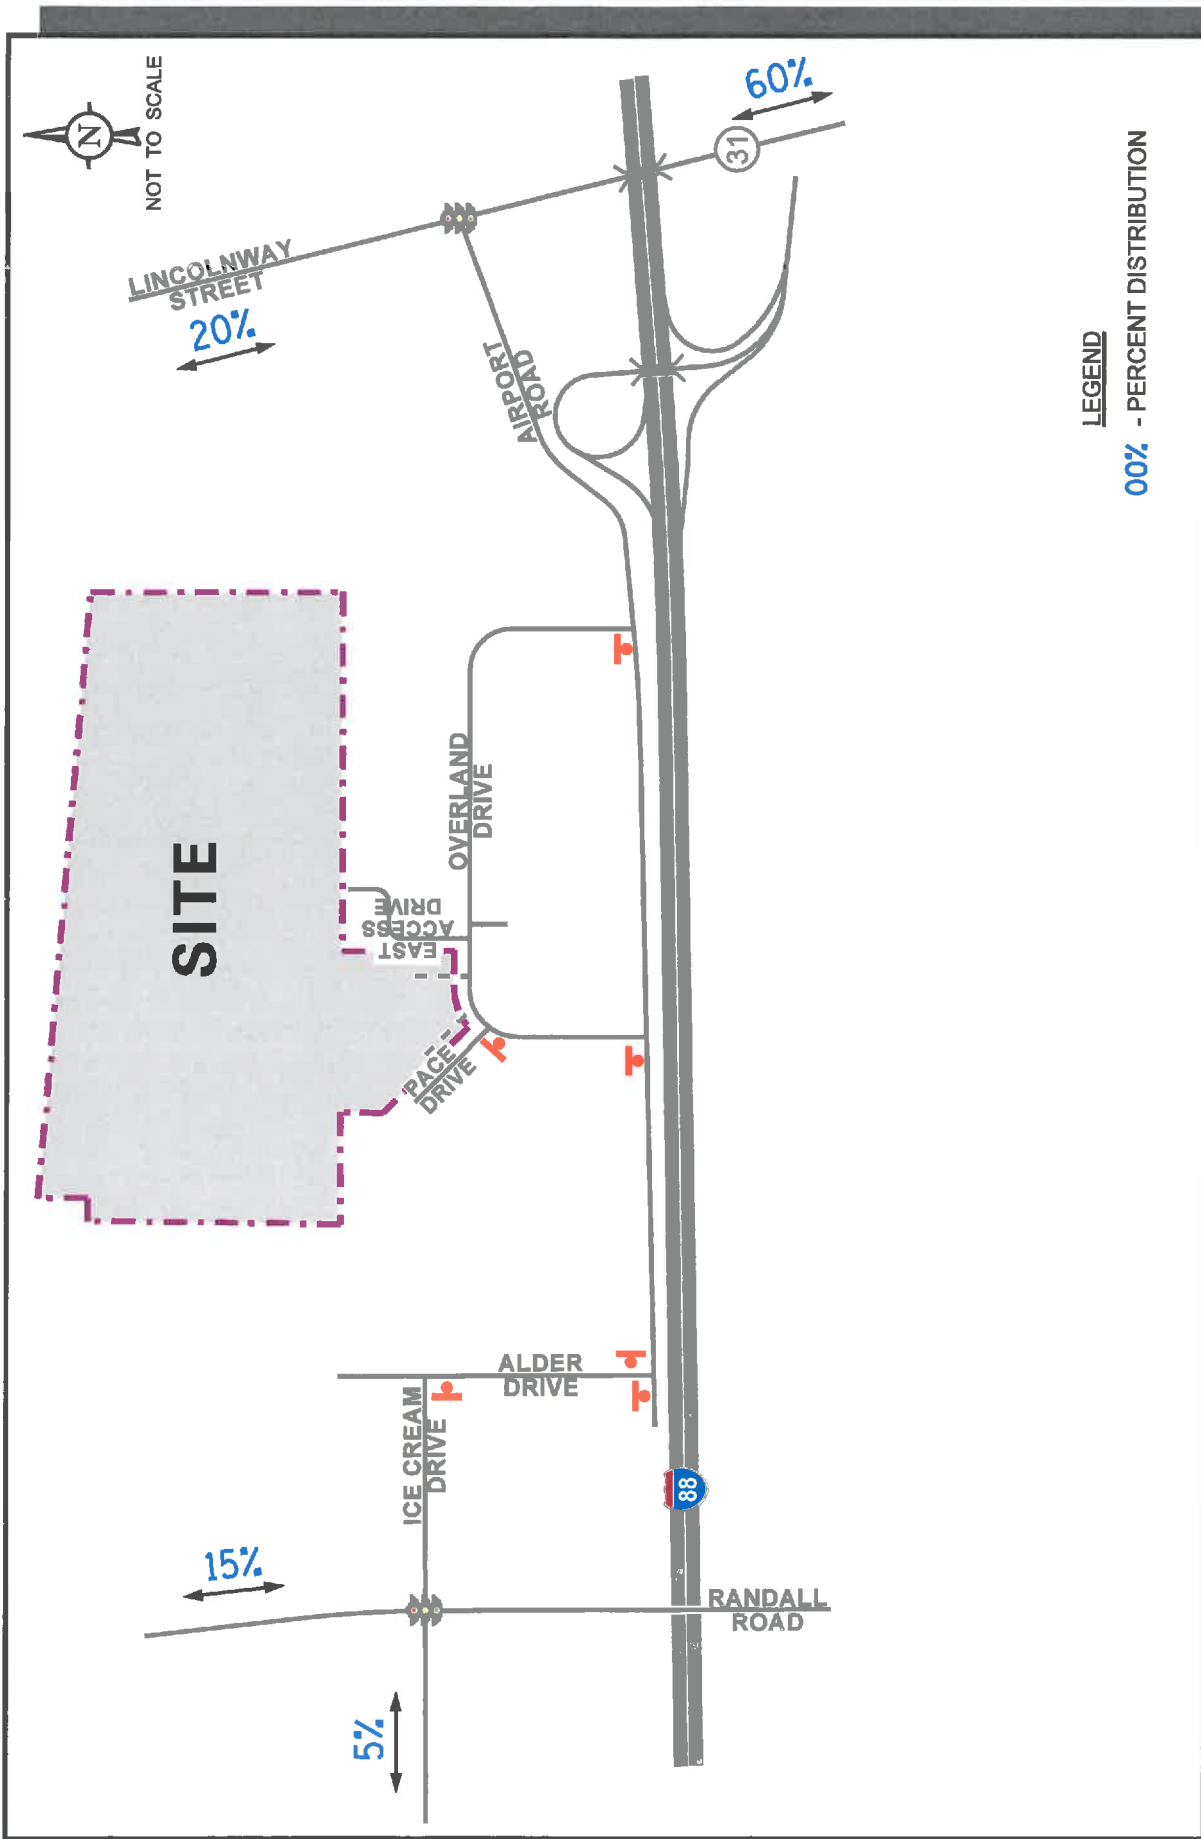 NOT TO SCALE
N
LINCOLNWAY
STREET
20%
60%
31
AIRPORT
ROAD
SITE
OVERLAND
DRIVE
EAST
ACCESS
DRIVE
PACE
DRIVE
ALDER
DRIVE
ICE CREAM
DRIVE
15%
5%
88
RANDALL
ROAD
LEGEND
00% - PERCENT DISTRIBUTION